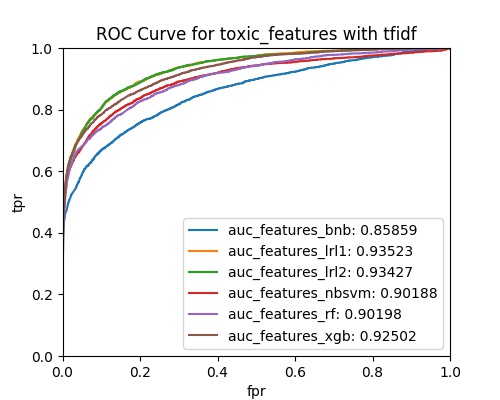 ROC Curve for toxic_features with tfidf
1.0
0.8
0.6
0.4
0.2
0.0
tpr
auc_features_bnb: 0.85859
auc_features_lrl1: 0.93523
auc_features_lrl2: 0.93427
auc_features_nbsvm: 0.90188
auc_features_rf: 0.90198
auc_features_xgb: 0.92502
0.0 0.2 0.4 0.6 0.8 1.0
fpr